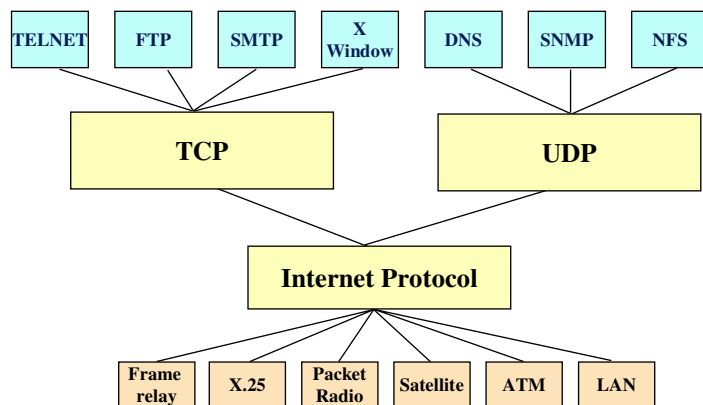 TELNET
FTP
SMTP
X
Window
DNS
SNMP
NFS
TCP
UDP
Internet Protocol
Frame
relay
X.25
Packet
Radio
Satellite
ATM
LAN